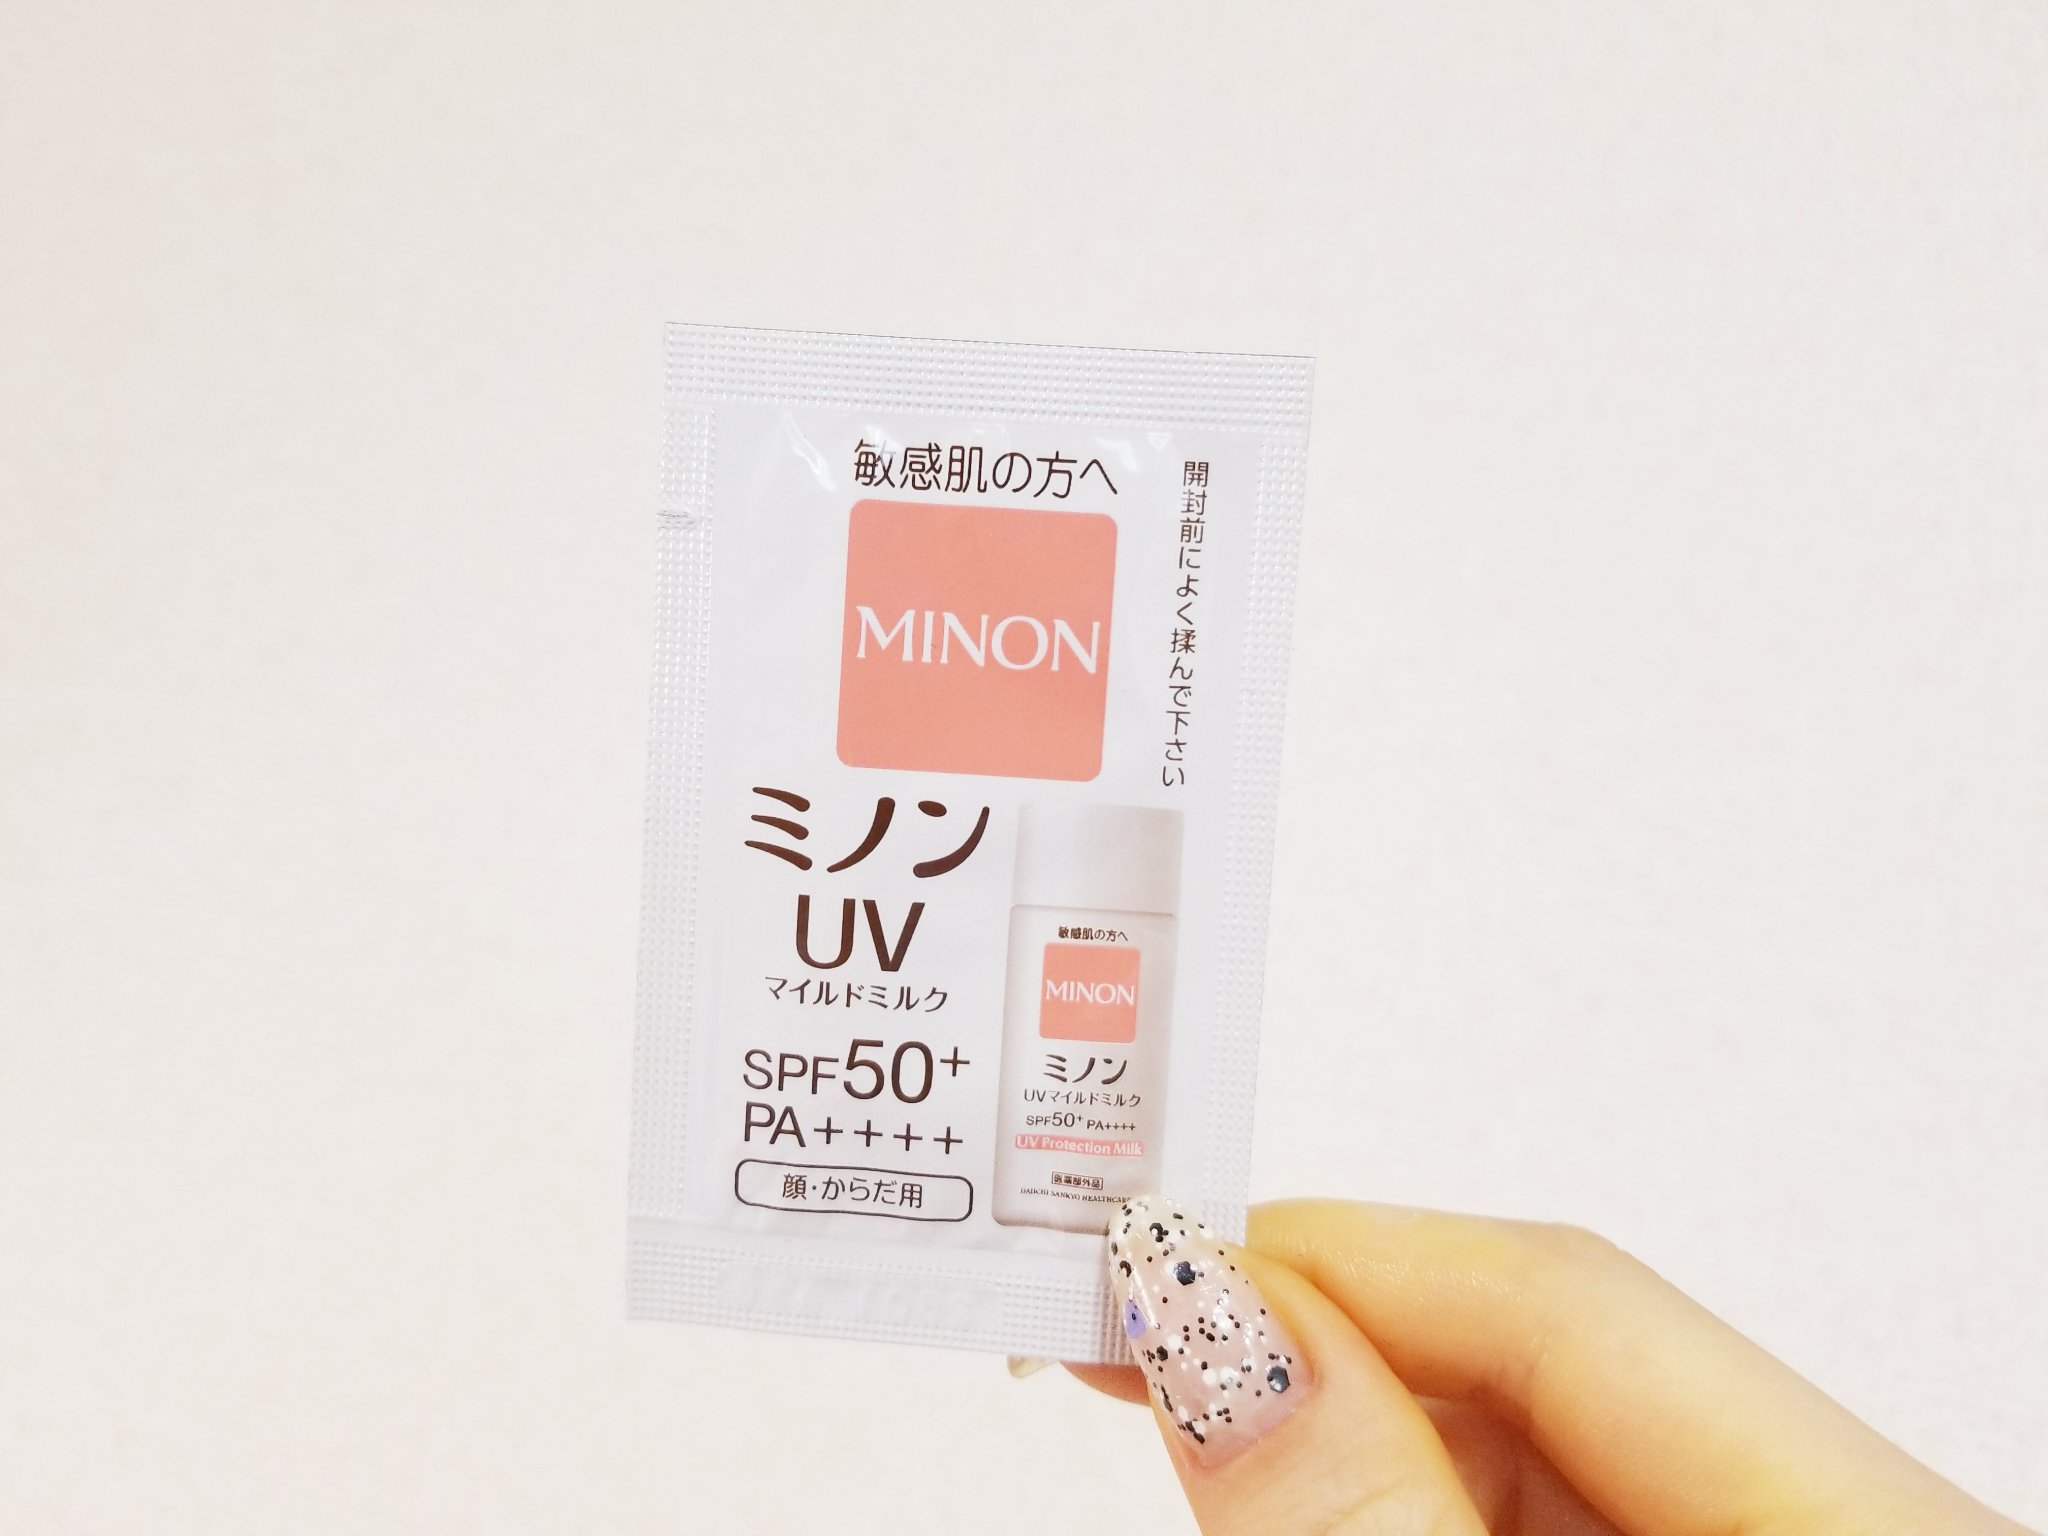 敏感肌の方へ
MINON
開封前によく揉んで下さい
ミノン
UV
マイルドミルク
SPF50+
PA++++
顔・からだ用
敏感肌の方へ
MINON
ミノン
UVマイルドミルク
SPF50+ PA++++
UV Protection Milk
医薬部外品
DAIICHI SANKYO HEALTHCARE